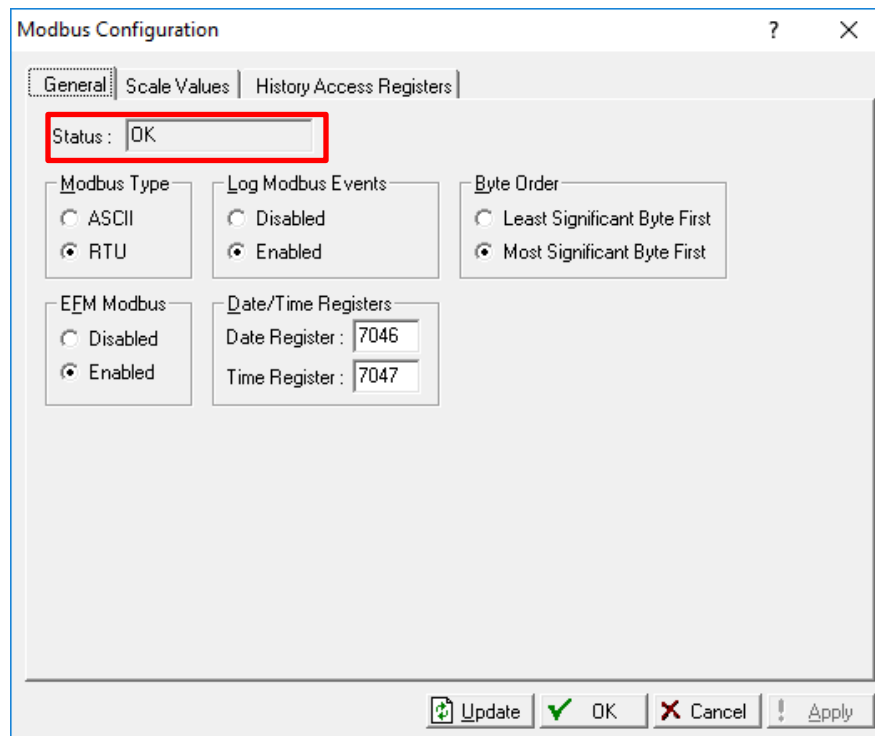 Modbus Configuration ?
General Scale Values History Access Registers
Status : OK
Modbus Type
ASCII
RTU
Log Modbus Events
Disabled
Enabled
Byte Order
Least Significant Byte First
Most Significant Byte First
EFM Modbus
Disabled
Enabled
Date/Time Registers
Date Register : 7046
Time Register : 7047
Update OK Cancel ! Apply